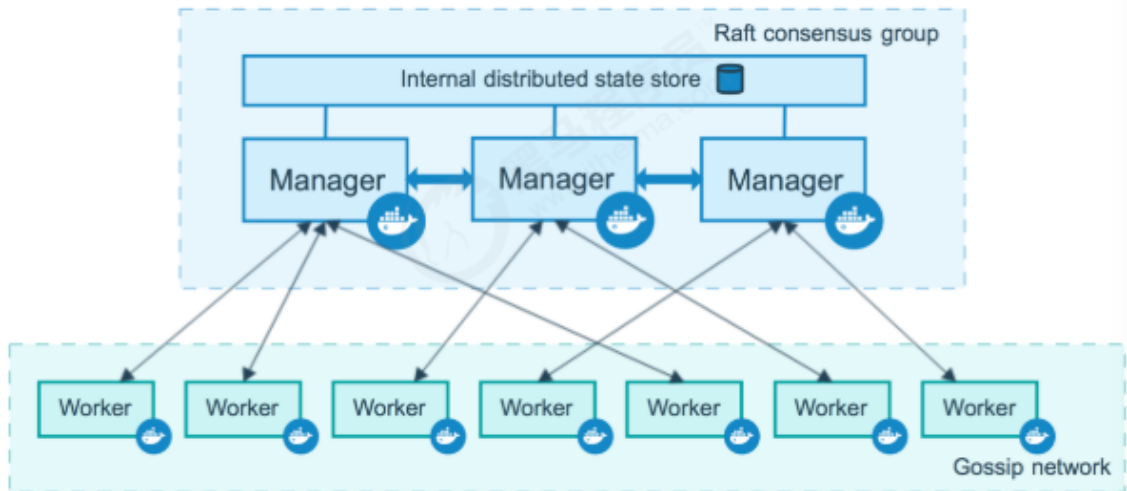 Raft consensus group
Internal distributed state store
Manager
Manager
Manager
Worker
Worker
Worker
Worker
Worker
Worker
Worker
Gossip network